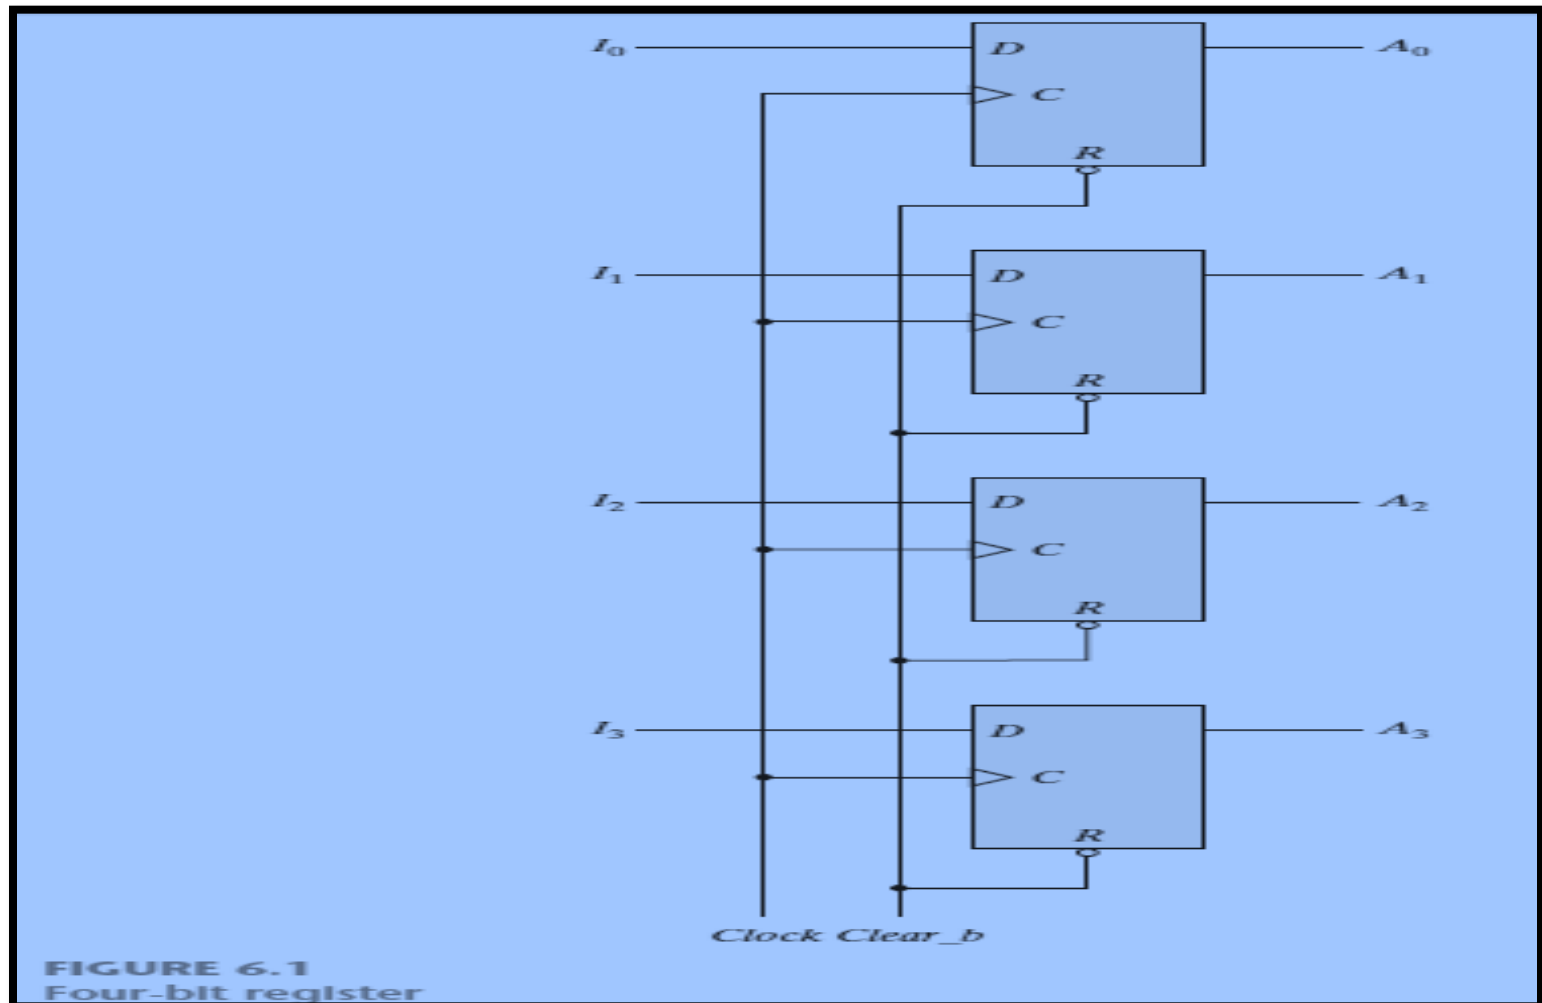 I0 D A0
C
R
I1 D A1
C
R
I2 D A2
C
R
I3 D A3
C
R
Clock Clear_b
FIGURE 6.1
Four-bit register